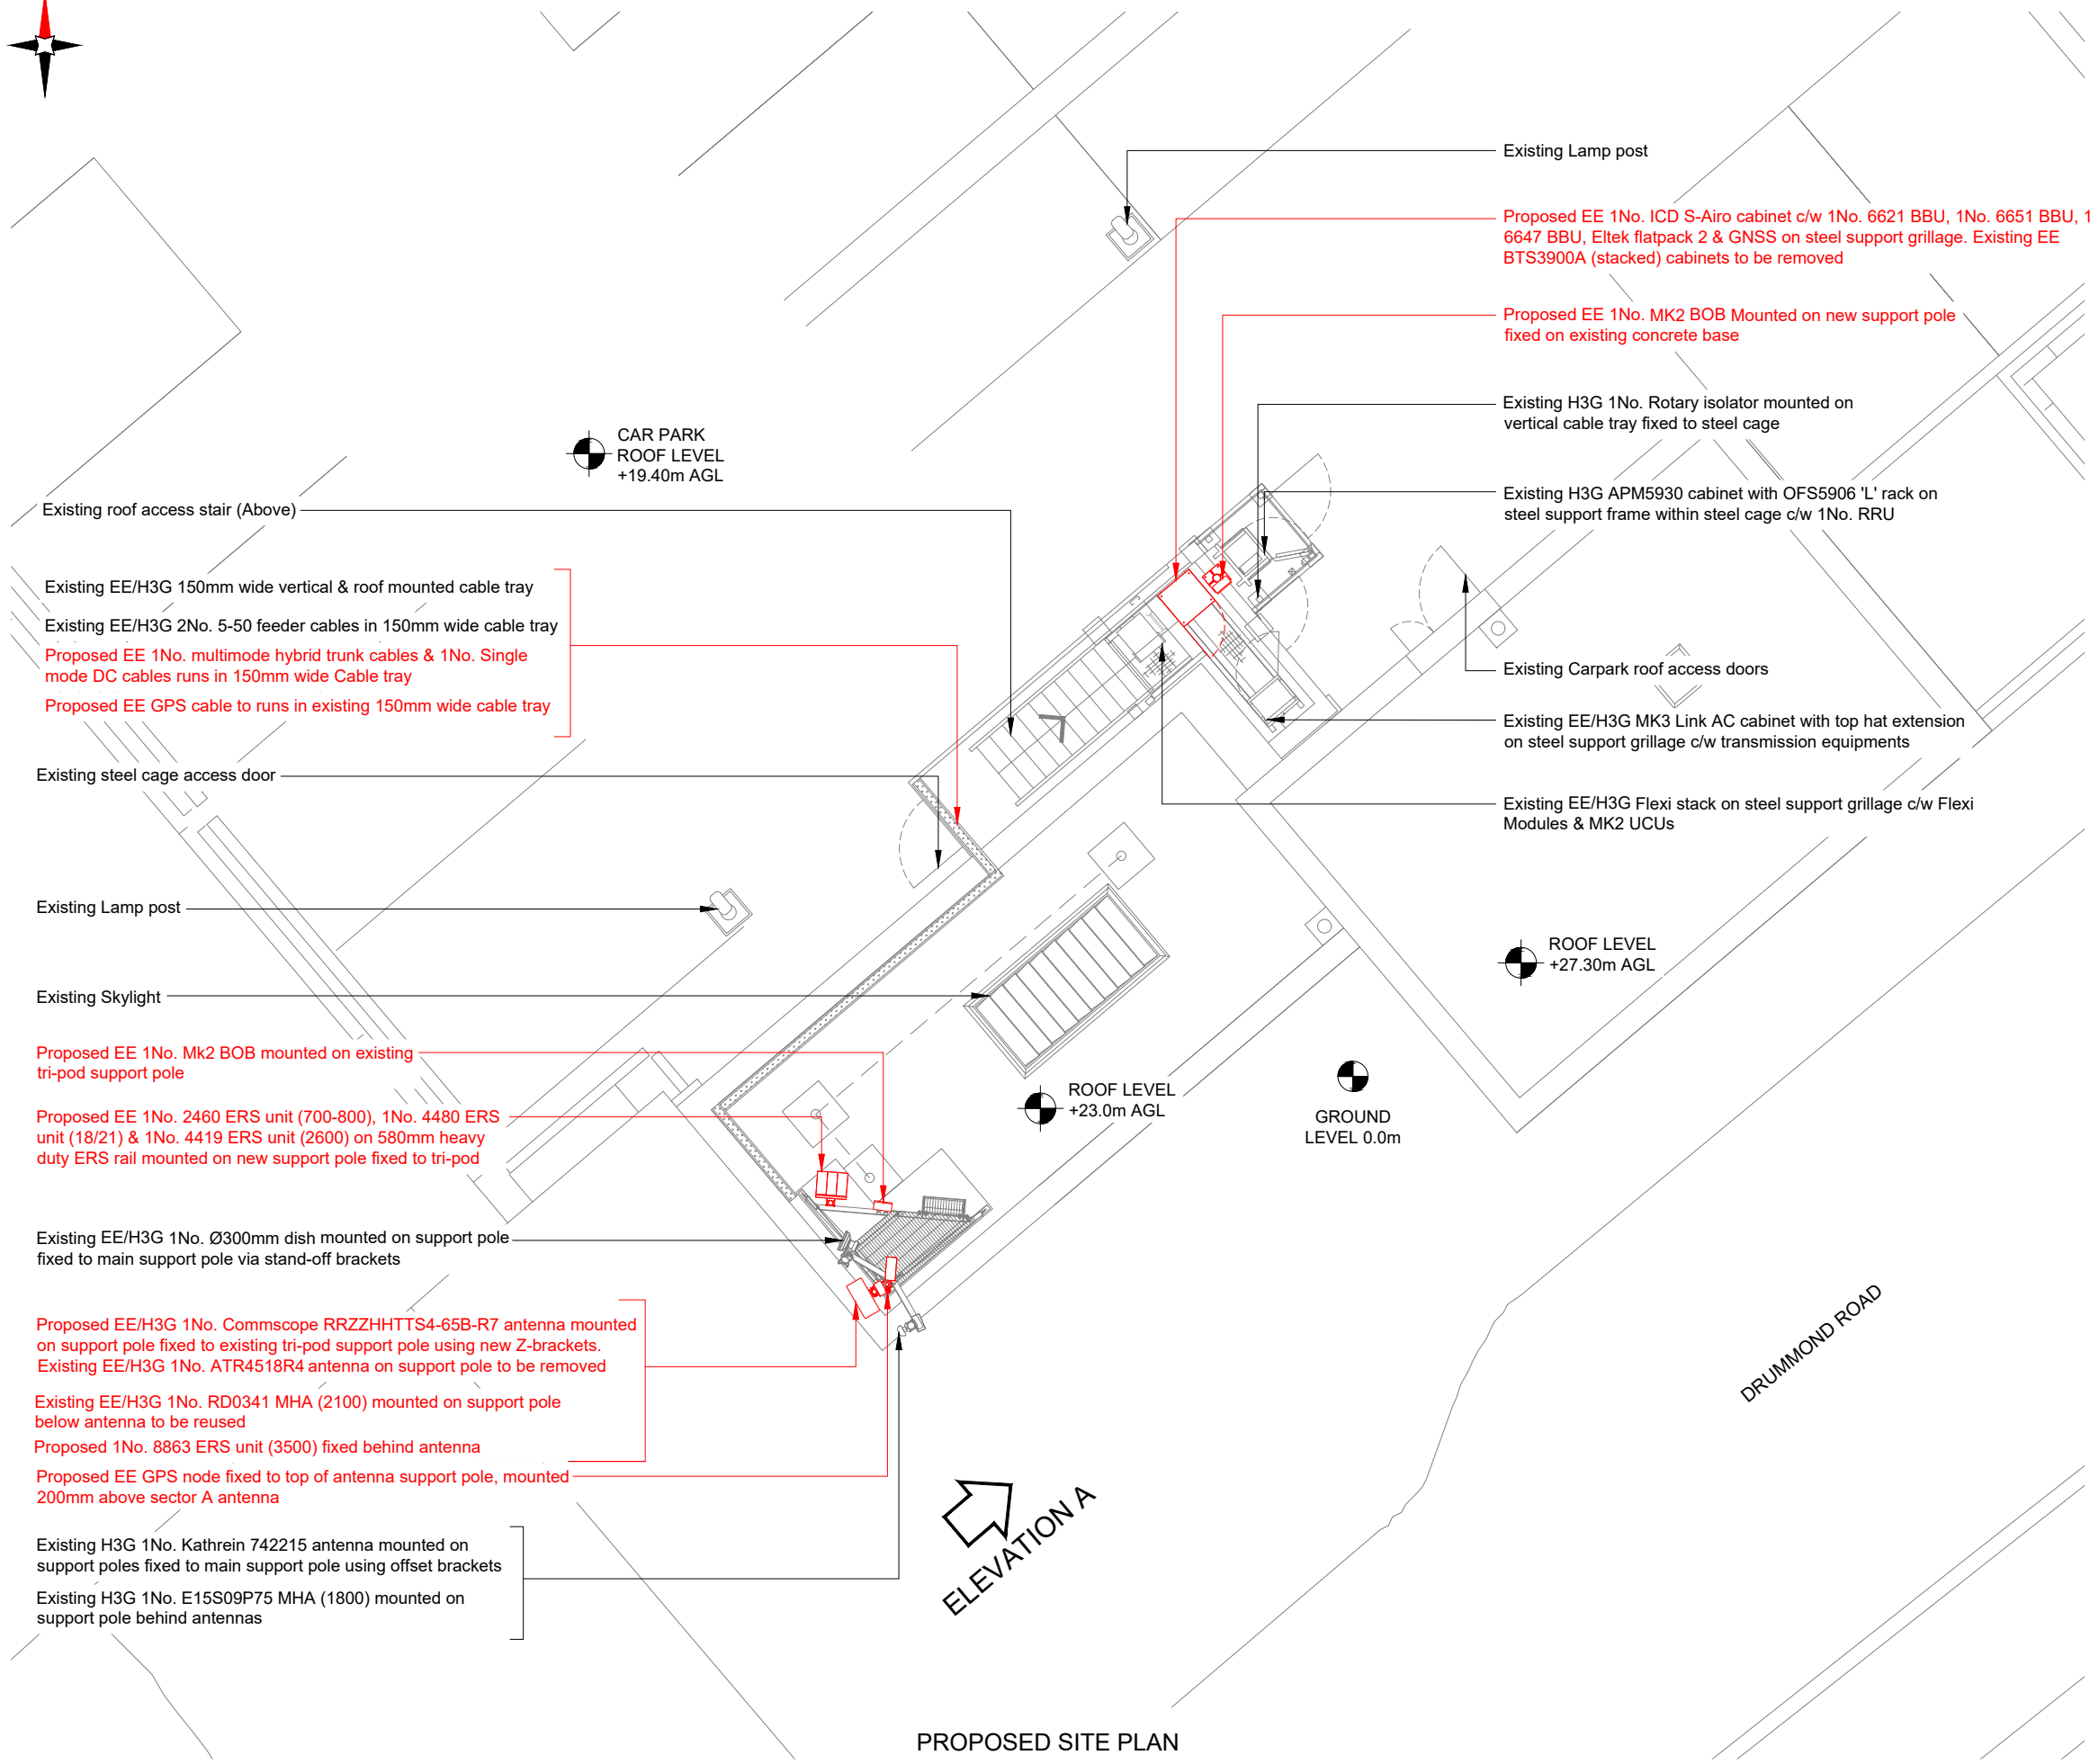 Existing Lamp post
Proposed EE 1No. ICD S-Airo cabinet c/w 1No. 6621 BBU, 1No. 6651 BBU, 1
6647 BBU, Eltek flatpack 2 & GNSS on steel support grillage. Existing EE
BTS3900A (stacked) cabinets to be removed
Proposed EE 1No. MK2 BOB Mounted on new support pole
fixed on existing concrete base
Existing H3G 1No. Rotary isolator mounted on
vertical cable tray fixed to steel cage
Existing H3G APM5930 cabinet with OFS5906 'L' rack on
steel support frame within steel cage c/w 1No. RRU
Existing Carpark roof access doors
Existing EE/H3G MK3 Link AC cabinet with top hat extension
on steel support grillage c/w transmission equipments
Existing EE/H3G Flexi stack on steel support grillage c/w Flexi
Modules & MK2 UCUs
CAR PARK
ROOF LEVEL
+19.40m AGL
Existing roof access stair (Above)
Existing EE/H3G 150mm wide vertical & roof mounted cable tray
Existing EE/H3G 2No. 5-50 feeder cables in 150mm wide cable tray
Proposed EE 1No. multimode hybrid trunk cables & 1No. Single
mode DC cables runs in 150mm wide Cable tray
Proposed EE GPS cable to runs in existing 150mm wide cable tray
Existing steel cage access door
Existing Lamp post
Existing Skylight
Proposed EE 1No. Mk2 BOB mounted on existing
tri-pod support pole
Proposed EE 1No. 2460 ERS unit (700-800), 1No. 4480 ERS
unit (18/21) & 1No. 4419 ERS unit (2600) on 580mm heavy
duty ERS rail mounted on new support pole fixed to tri-pod
Existing EE/H3G 1No. Ø300mm dish mounted on support pole
fixed to main support pole via stand-off brackets
Proposed EE/H3G 1No. Commscope RRZZHHTTS4-65B-R7 antenna mounted
on support pole fixed to existing tri-pod support pole using new Z-brackets.
Existing EE/H3G 1No. ATR4518R4 antenna on support pole to be removed
Existing EE/H3G 1No. RD0341 MHA (2100) mounted on support pole
below antenna to be reused
Proposed 1No. 8863 ERS unit (3500) fixed behind antenna
Proposed EE GPS node fixed to top of antenna support pole, mounted
200mm above sector A antenna
Existing H3G 1No. Kathrein 742215 antenna mounted on
support poles fixed to main support pole using offset brackets
Existing H3G 1No. E15S09P75 MHA (1800) mounted on
support pole behind antennas
ROOF LEVEL
+27.30m AGL
ROOF LEVEL
+23.0m AGL
GROUND
LEVEL 0.0m
DRUMMOND ROAD
ELEVATION A
PROPOSED SITE PLAN